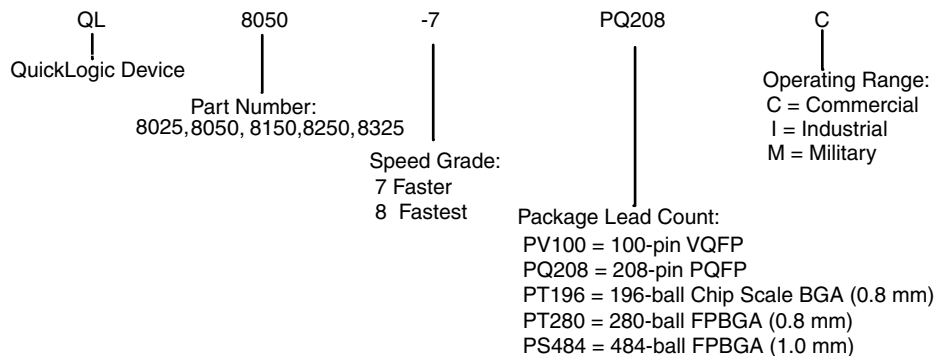 QL 8050 -7 PQ208 C
QuickLogic Device
Part Number:
8025,8050, 8150,8250,8325
Speed Grade:
7 Faster
8 Fastest
Package Lead Count:
PV100 = 100-pin VQFP
PQ208 = 208-pin PQFP
PT196 = 196-ball Chip Scale BGA (0.8 mm)
PT280 = 280-ball FPBGA (0.8 mm)
PS484 = 484-ball FPBGA (1.0 mm)
Operating Range:
C = Commercial
I = Industrial
M = Military